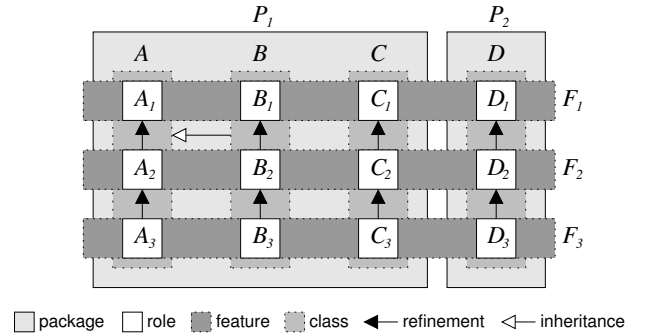 P₁ P₂
A B C D
A₁ B₁ C₁ D₁ F₁
A₂ B₂ C₂ D₂ F₂
A₃ B₃ C₃ D₃ F₃
package role feature class refinement inheritance